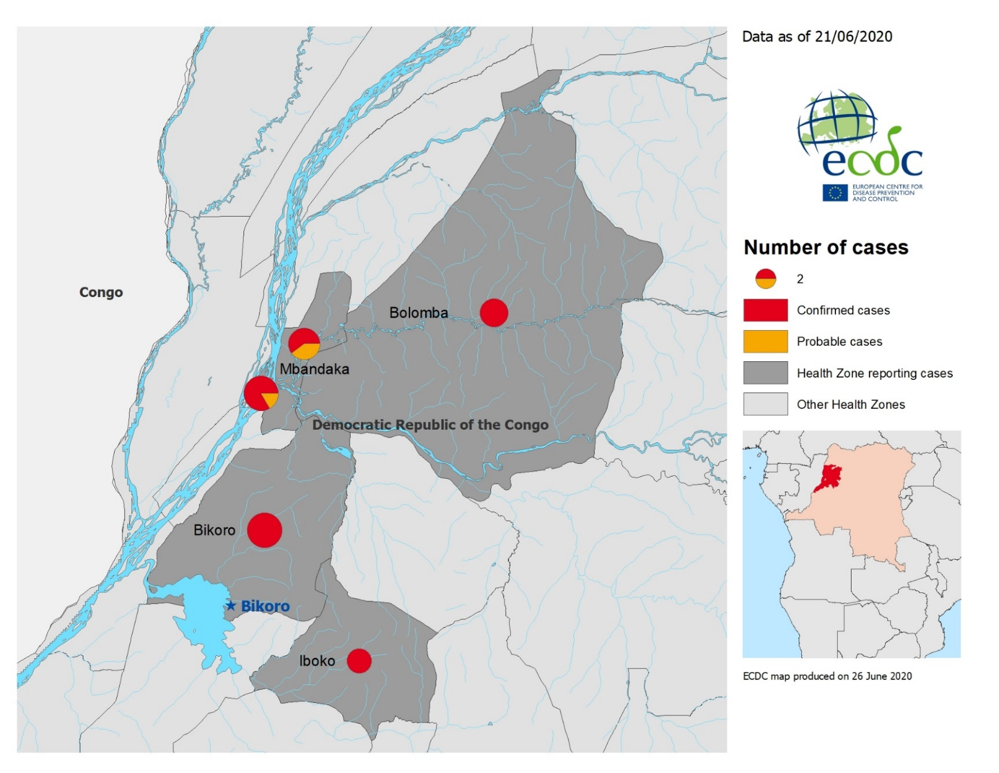 Data as of 21/06/2020
ecdc
EUROPEAN CENTRE FOR
DISEASE PREVENTION
AND CONTROL
Number of cases
2
Confirmed cases
Probable cases
Health Zone reporting cases
Other Health Zones
ECDC map produced on 26 June 2020
Congo
Bolomba
Mbandaka
Democratic Republic of the Congo
Bikoro
Bikoro
Iboko